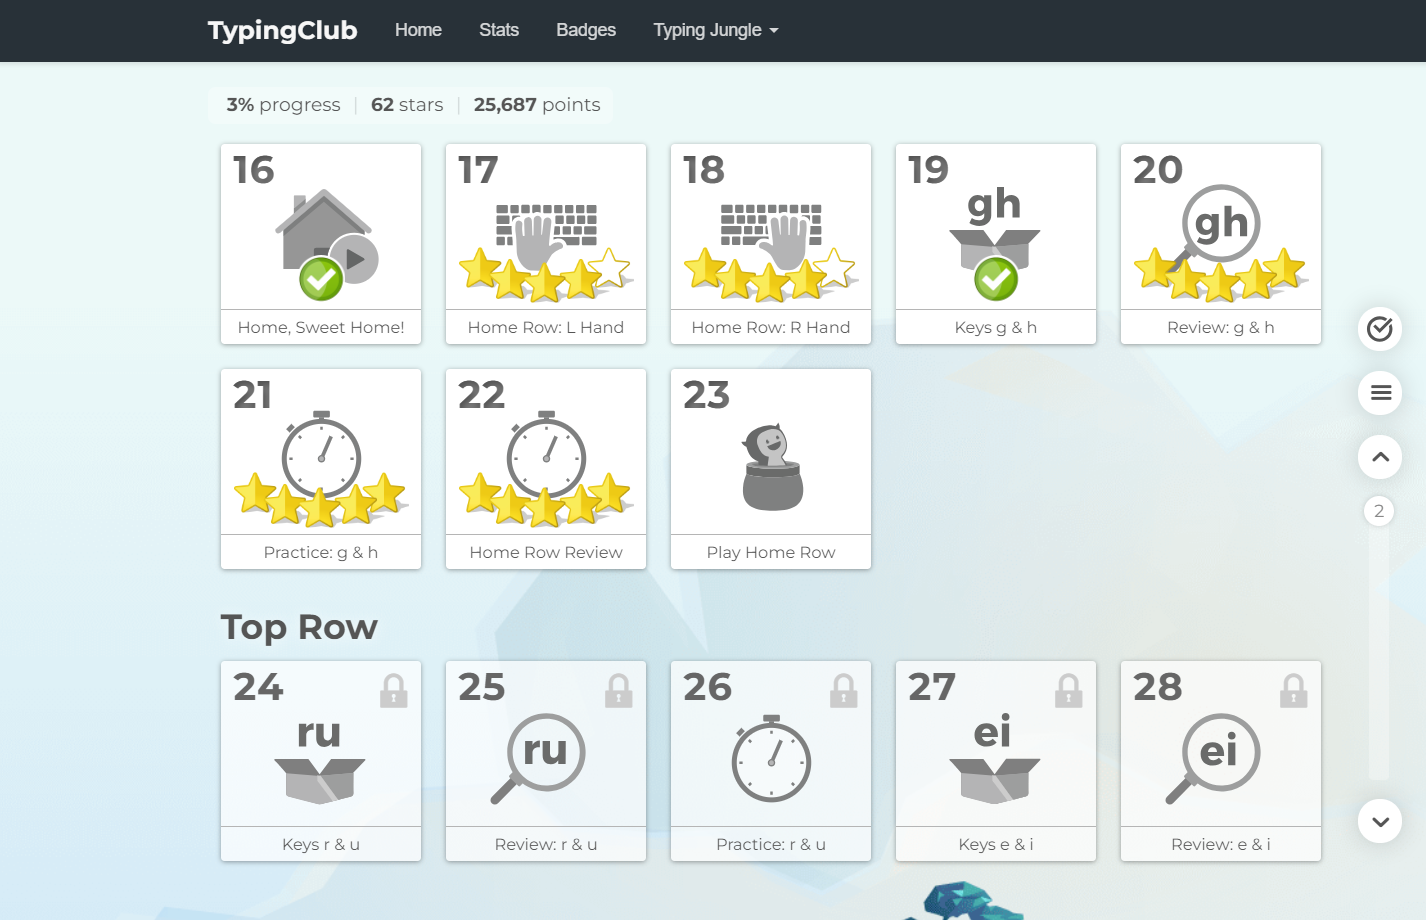 TypingClub Home Stats Badges Typing Jungle
3% progress 62 stars 25,687 points
16 17 18 19 20
gh gh
Home, Sweet Home! Home Row: L Hand Home Row: R Hand Keys g & h Review: g & h
21 22 23
2
Practice: g & h Home Row Review Play Home Row
Top Row
24 25 26 27 28
ru ru ei ei
Keys r & u Review: r & u Practice: r & u Keys e & i Review: e & i